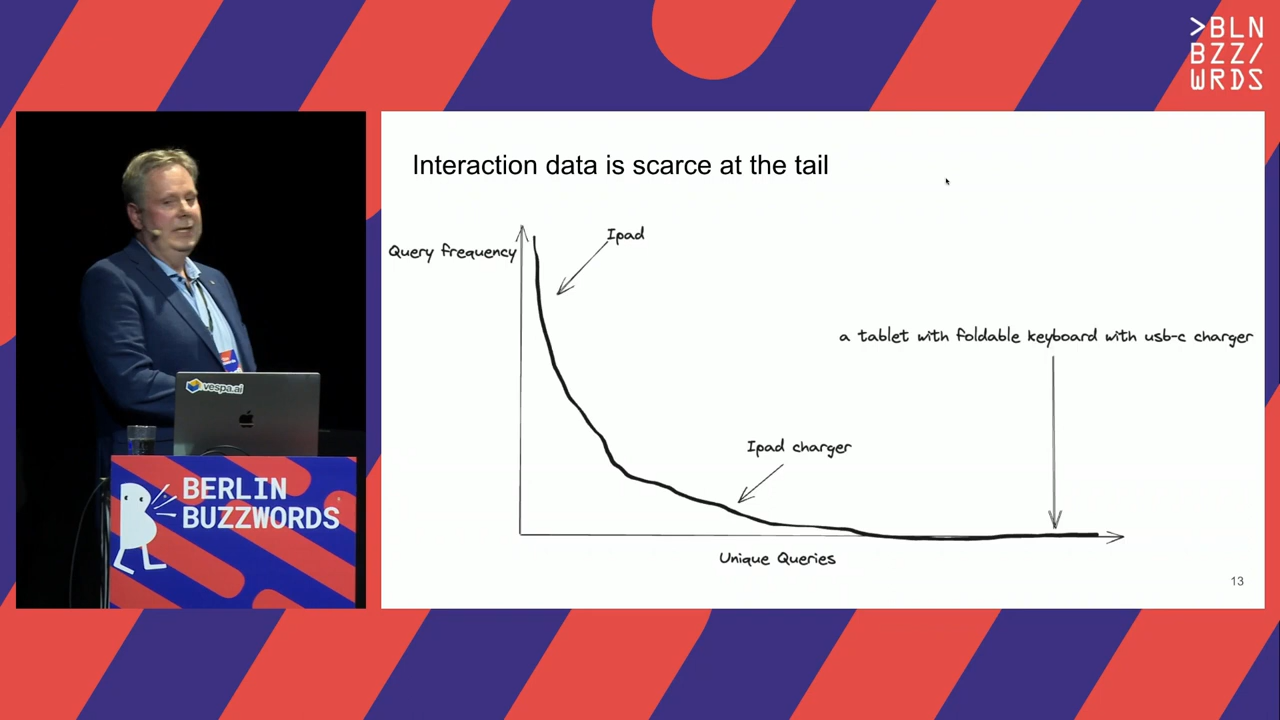 >BLN
BZZ/
WRDS
Interaction data is scarce at the tail
Ipad
Query frequency
a tablet with foldable keyboard with usb-c charger
Ipad charger
Unique Queries
13
vespa.ai
BERLIN
BUZZWORDS